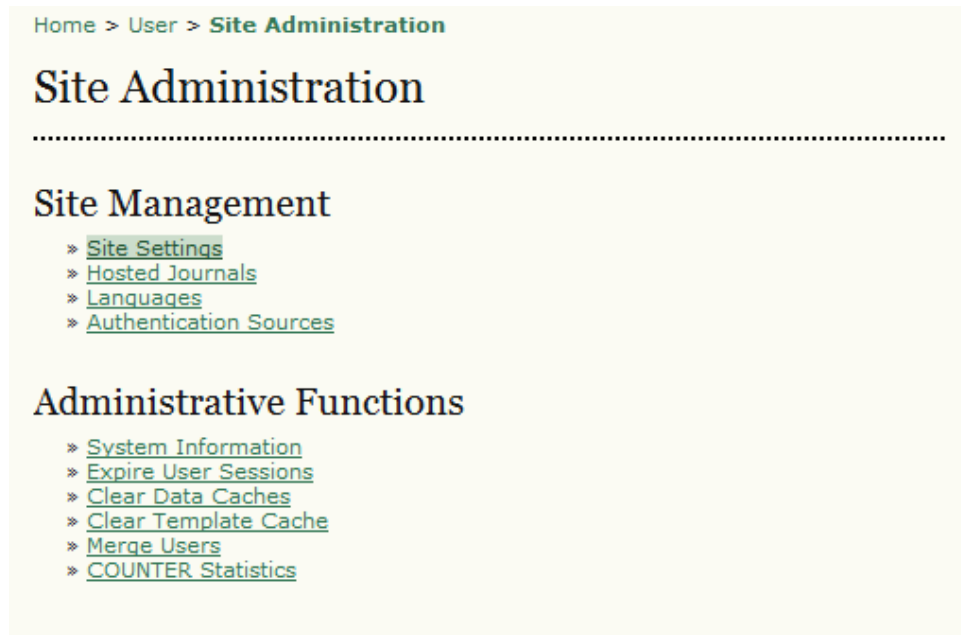 Home > User > Site Administration
Site Administration
Site Management
» Site Settings
» Hosted Journals
» Languages
» Authentication Sources
Administrative Functions
» System Information
» Expire User Sessions
» Clear Data Caches
» Clear Template Cache
» Merge Users
» COUNTER Statistics